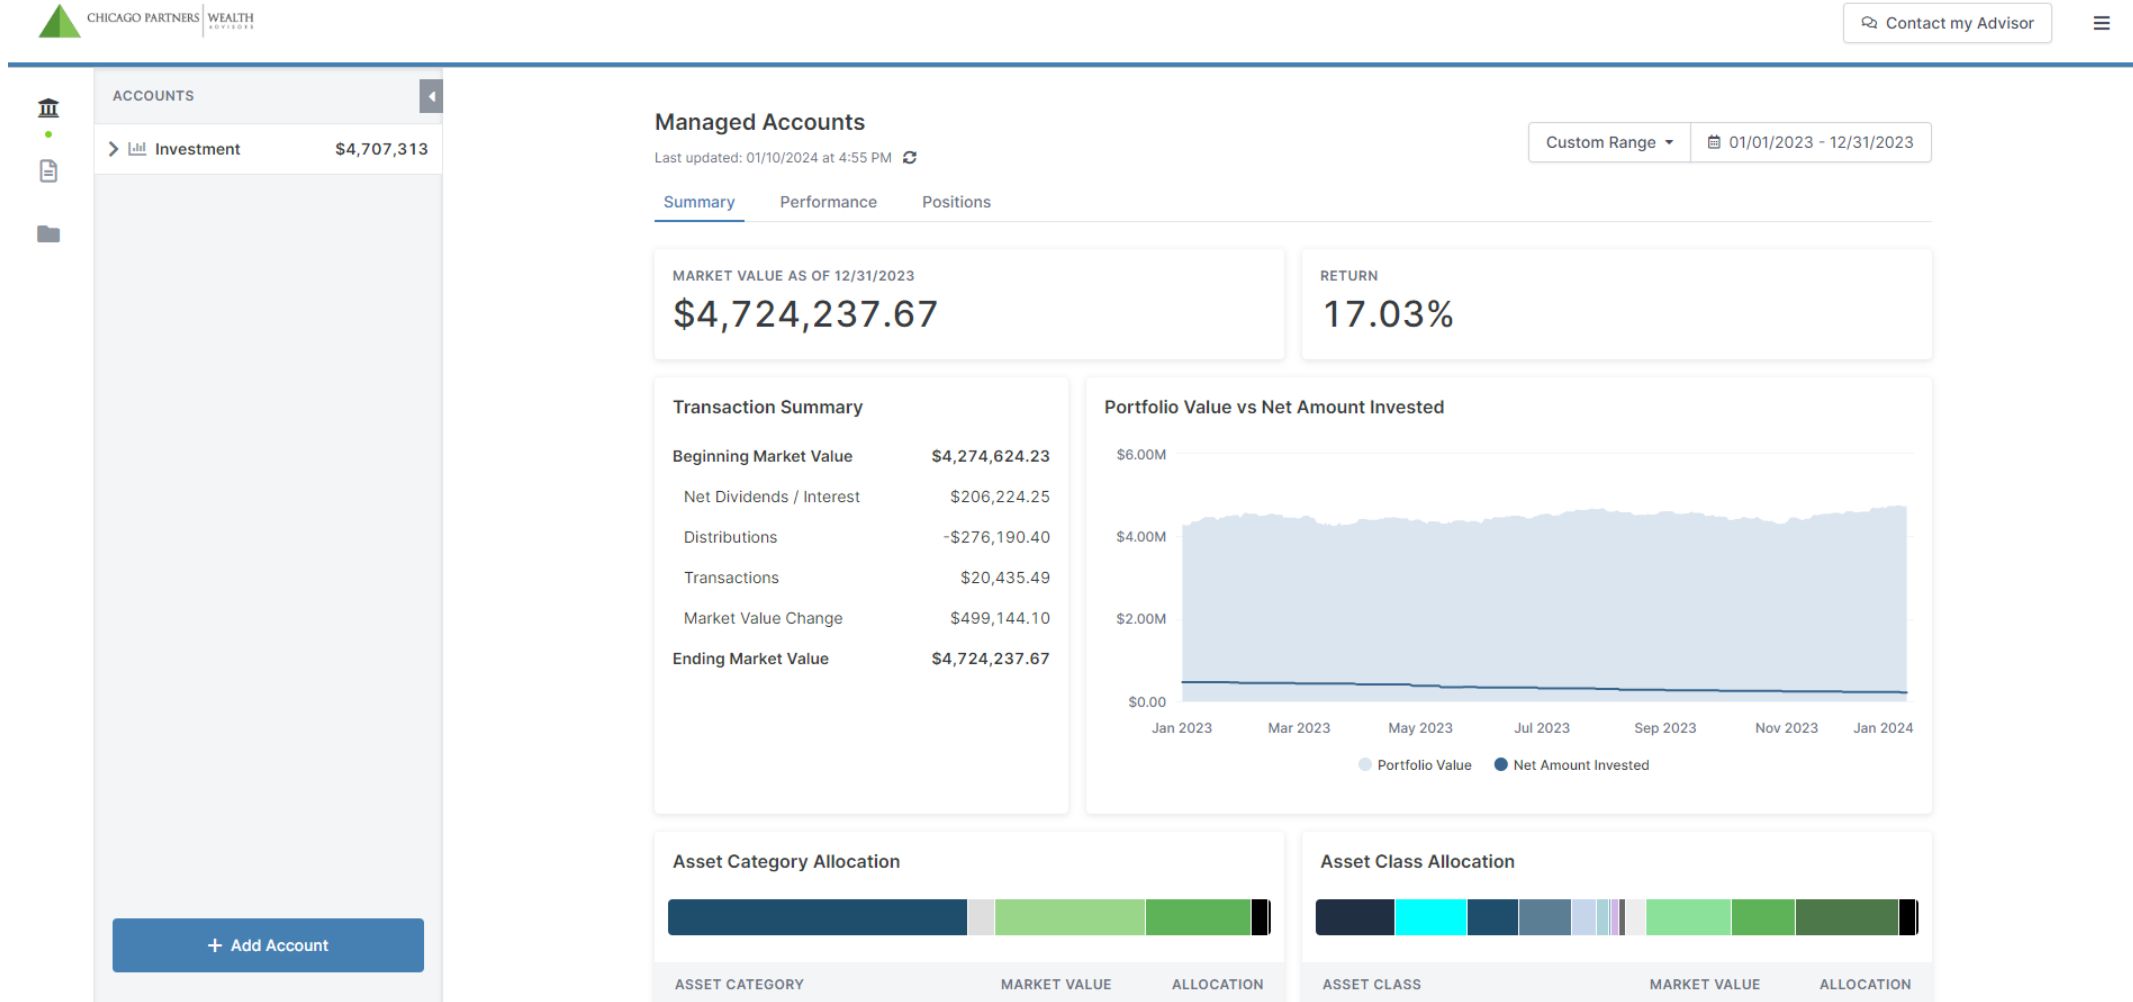 CHICAGO PARTNERS | WEALTH
ADVISORS
Contact my Advisor
ACCOUNTS
Investment $4,707,313
+ Add Account
Managed Accounts
Last updated: 01/10/2024 at 4:55 PM
Custom Range 01/01/2023 - 12/31/2023
Summary Performance Positions
MARKET VALUE AS OF 12/31/2023
$4,724,237.67
RETURN
17.03%
Transaction Summary
Beginning Market Value $4,274,624.23
Net Dividends / Interest $206,224.25
Distributions -$276,190.40
Transactions $20,435.49
Market Value Change $499,144.10
Ending Market Value $4,724,237.67
Portfolio Value vs Net Amount Invested
$6.00M
$4.00M
$2.00M
$0.00
Jan 2023 Mar 2023 May 2023 Jul 2023 Sep 2023 Nov 2023 Jan 2024
Portfolio Value Net Amount Invested
Asset Category Allocation
ASSET CATEGORY MARKET VALUE ALLOCATION
Asset Class Allocation
ASSET CLASS MARKET VALUE ALLOCATION